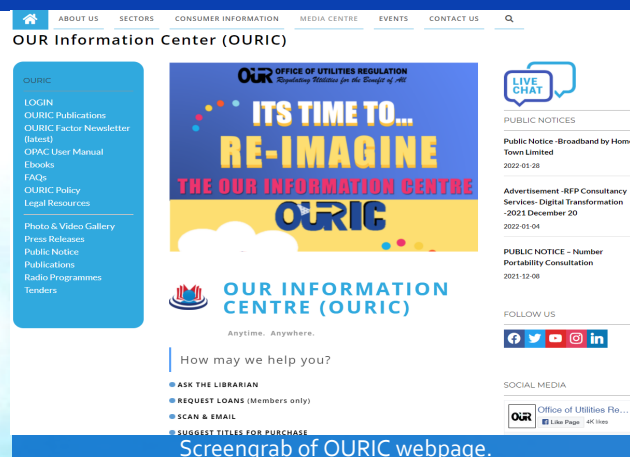 ABOUT US SECTORS CONSUMER INFORMATION MEDIA CENTRE EVENTS CONTACT US
OUR Information Center (OURIC)
OURIC
LOGIN
OURIC Publications
OURIC Factor Newsletter
(latest)
OPAC User Manual
Ebooks
FAQs
OURIC Policy
Legal Resources
Photo & Video Gallery
Press Releases
Public Notice
Publications
Radio Programmes
Tenders
OUR OFFICE OF UTILITIES REGULATION
Regulating Utilities for the Benefit of All
ITS TIME TO...
RE-IMAGINE
THE OUR INFORMATION CENTRE
OURIC
OUR INFORMATION
CENTRE (OURIC)
Anytime. Anywhere.
How may we help you?
ASK THE LIBRARIAN
REQUEST LOANS (Members only)
SCAN & EMAIL
SUGGEST TITLES FOR PURCHASE
LIVE
CHAT
PUBLIC NOTICES
Public Notice -Broadband by Home
Town Limited
2022-01-28
Advertisement -RFP Consultancy
Services- Digital Transformation
-2021 December 20
2022-01-04
PUBLIC NOTICE – Number
Portability Consultation
2021-12-08
FOLLOW US
in
SOCIAL MEDIA
OUR
Office of Utilities Re...
Like Page 4K likes
Screengrab of OURIC webpage.